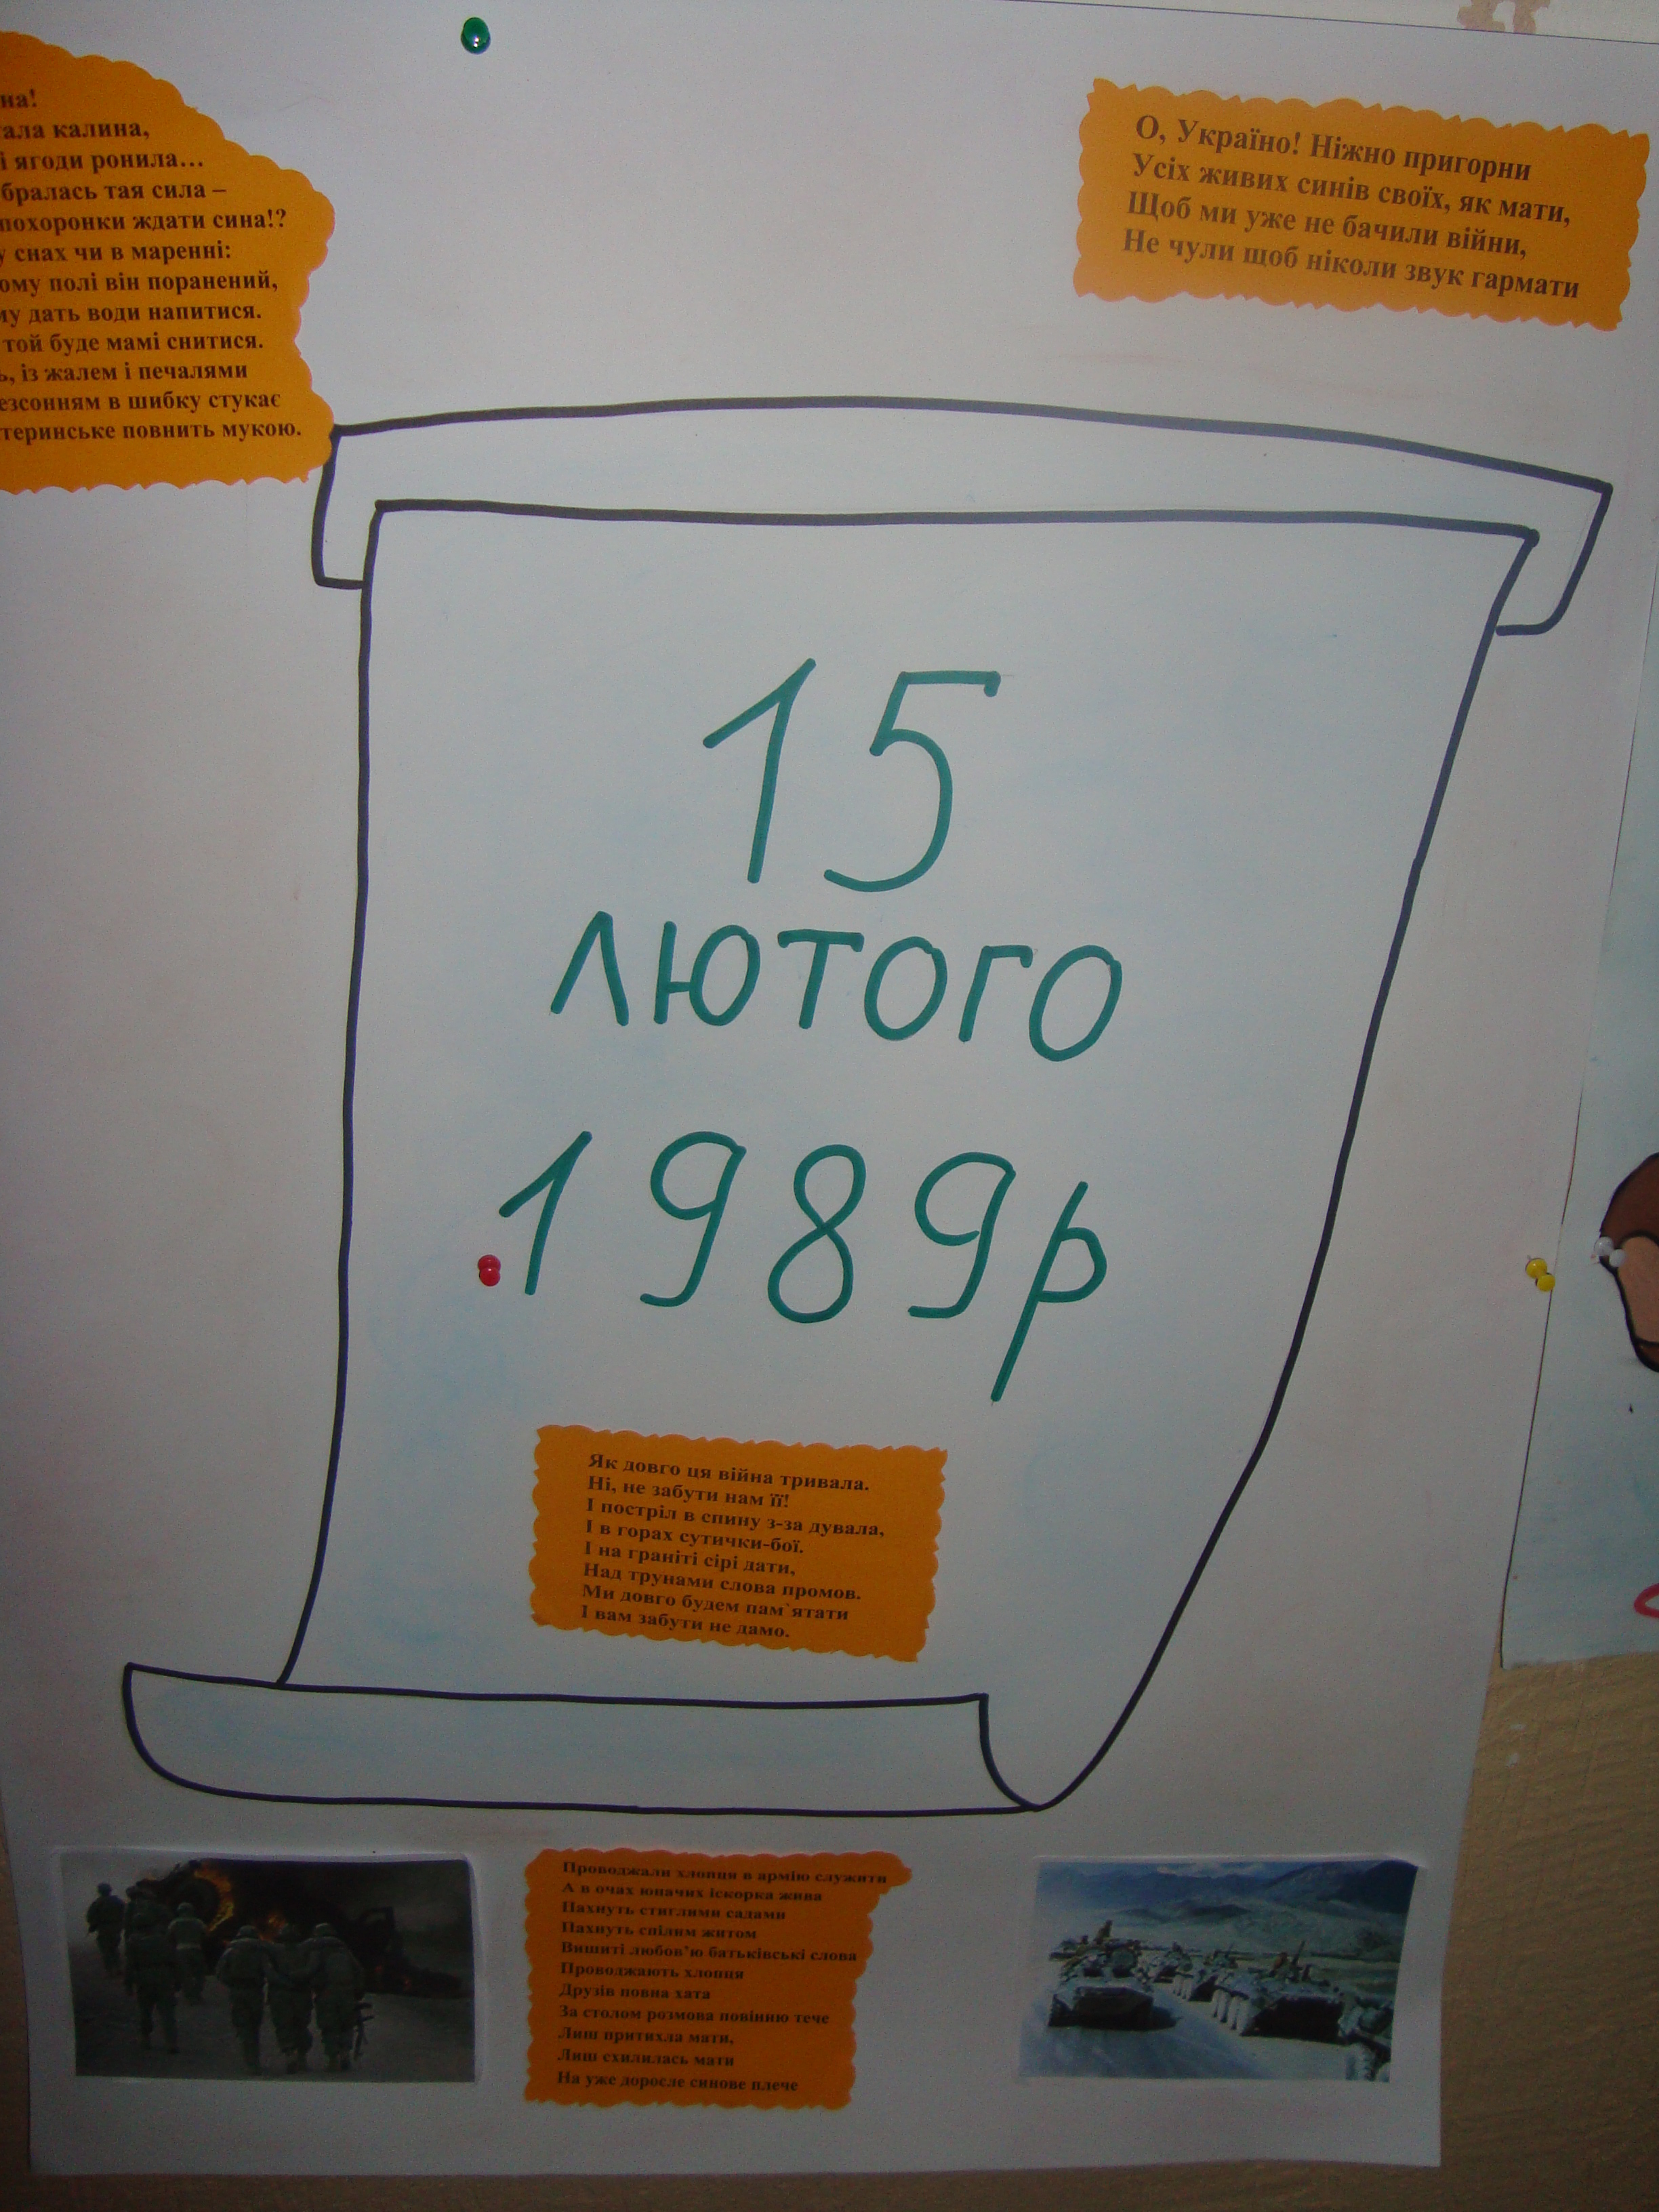 на!
ала калина,
і ягоди ронила...
бралась тая сила –
похоронки ждати сина!?
у снах чи в маренні:
ому полі він поранений,
му дать води напитися.
той буде мамі снитися.
ь, із жалем і печалями
езсонням в шибку стукає
теринське повнить мукою.
О, Україно! Ніжно пригорни
Усіх живих синів своїх, як мати,
Щоб ми уже не бачили війни,
Не чули щоб ніколи звук гармати
15
лютого
1989р
Як довго ця війна тривала.
Ні, не забути нам її!
І постріл в спину з-за дувала,
І в горах сутички-бої.
І на граніті сірі дати,
Над трунами слова промов.
Ми довго будем пам`ятати
І вам забути не дамо.
Проводжали хлопця в армію служити
А в очах юначих іскорка жива
Пахнуть стиглими садами
Пахнуть спілим житом
Вишиті любов'ю батьківські слова
Проводжають хлопця
Друзів повна хата
За столом розмова повінню тече
Лиш притихла мати,
Лиш схилилась мати
На уже доросле синове плече